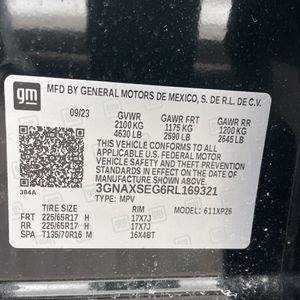 gm
MFD BY GENERAL MOTORS DE MEXICO, S. DE R.L. DE C.V.
09/23 GVWR GAWR FRT GAWR RR
2100 KG 1175 KG 1200 KG
4630 LB 2590 LB 2645 LB
THIS VEHICLE CONFORMS TO ALL
APPLICABLE U.S. FEDERAL MOTOR
VEHICLE SAFETY AND THEFT PREVENTION
STANDARDS IN EFFECT ON THE DATE OF
MANUFACTURE SHOWN ABOVE.
3GNAXSEG6RL169321
384A TYPE: MPV MODEL: 611XP26
TIRE SIZE RIM
FRT 225/65R17 H 17X7J
RR 225/65R17 H 17X7J
SPA T135/70R16 M 16X4BT